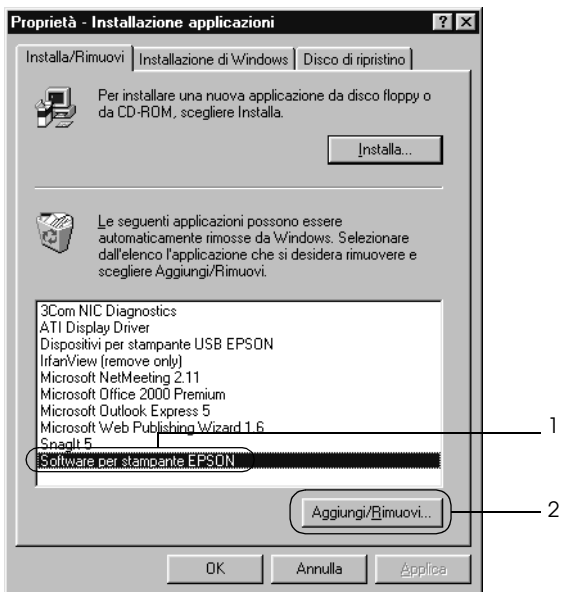 Proprietà - Installazione applicazioni
Installa/Rimuovi
Installazione di Windows
Disco di ripristino
Per installare una nuova applicazione da disco floppy o
da CD-ROM, scegliere Installa.
Installa...
Le seguenti applicazioni possono essere
automaticamente rimosse da Windows. Selezionare
dall'elenco l'applicazione che si desidera rimuovere e
scegliere Aggiungi/Rimuovi.
3Com NIC Diagnostics
ATI Display Driver
Dispositivi per stampante USB EPSON
IrfanView (remove only)
Microsoft NetMeeting 2.11
Microsoft Office 2000 Premium
Microsoft Outlook Express 5
Microsoft Web Publishing Wizard 1.6
SnagIt 5
Software per stampante EPSON
1
Aggiungi/Rimuovi...
2
OK
Annulla
Applica